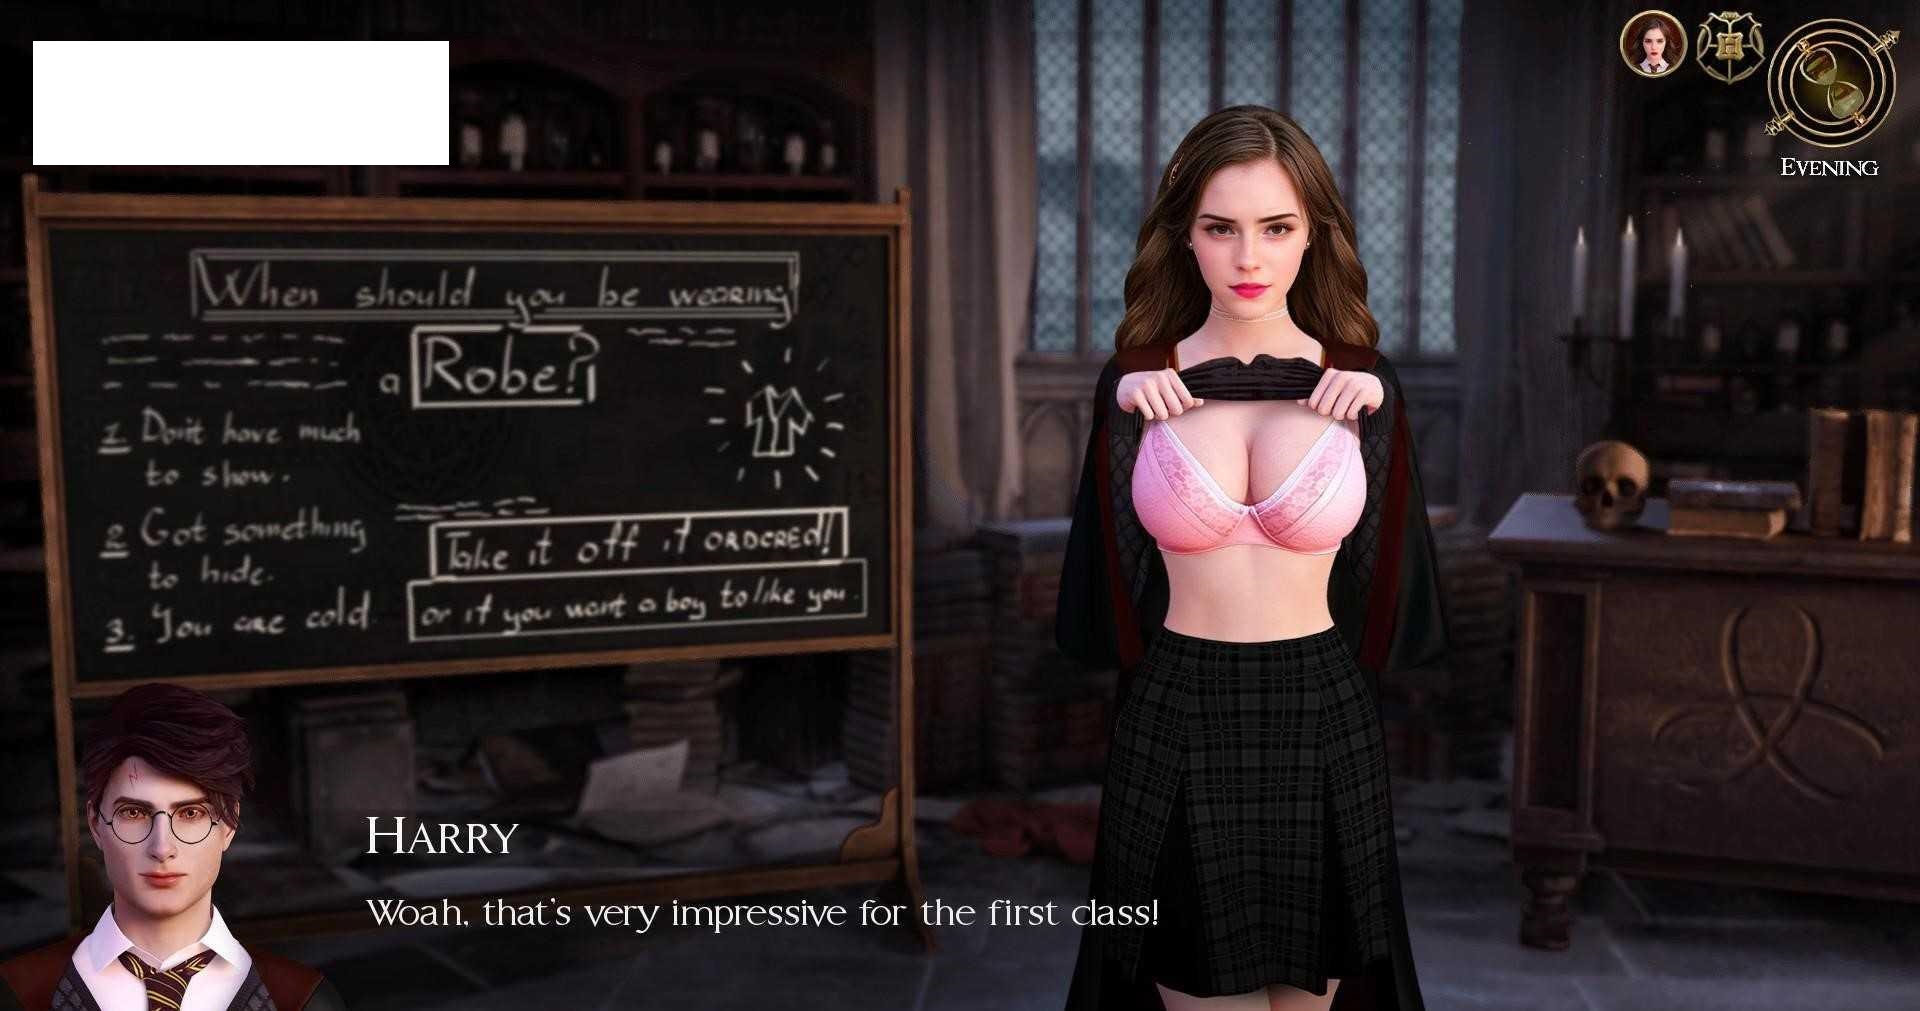 EVENING
When should you be wearing
a Robe?
1. Don't have much
to show.
2 Got something
to hide.
3. You are cold.
Take it off if ORDERED!
or if you want a boy to like you.
HARRY
Woah, that's very impressive for the first class!